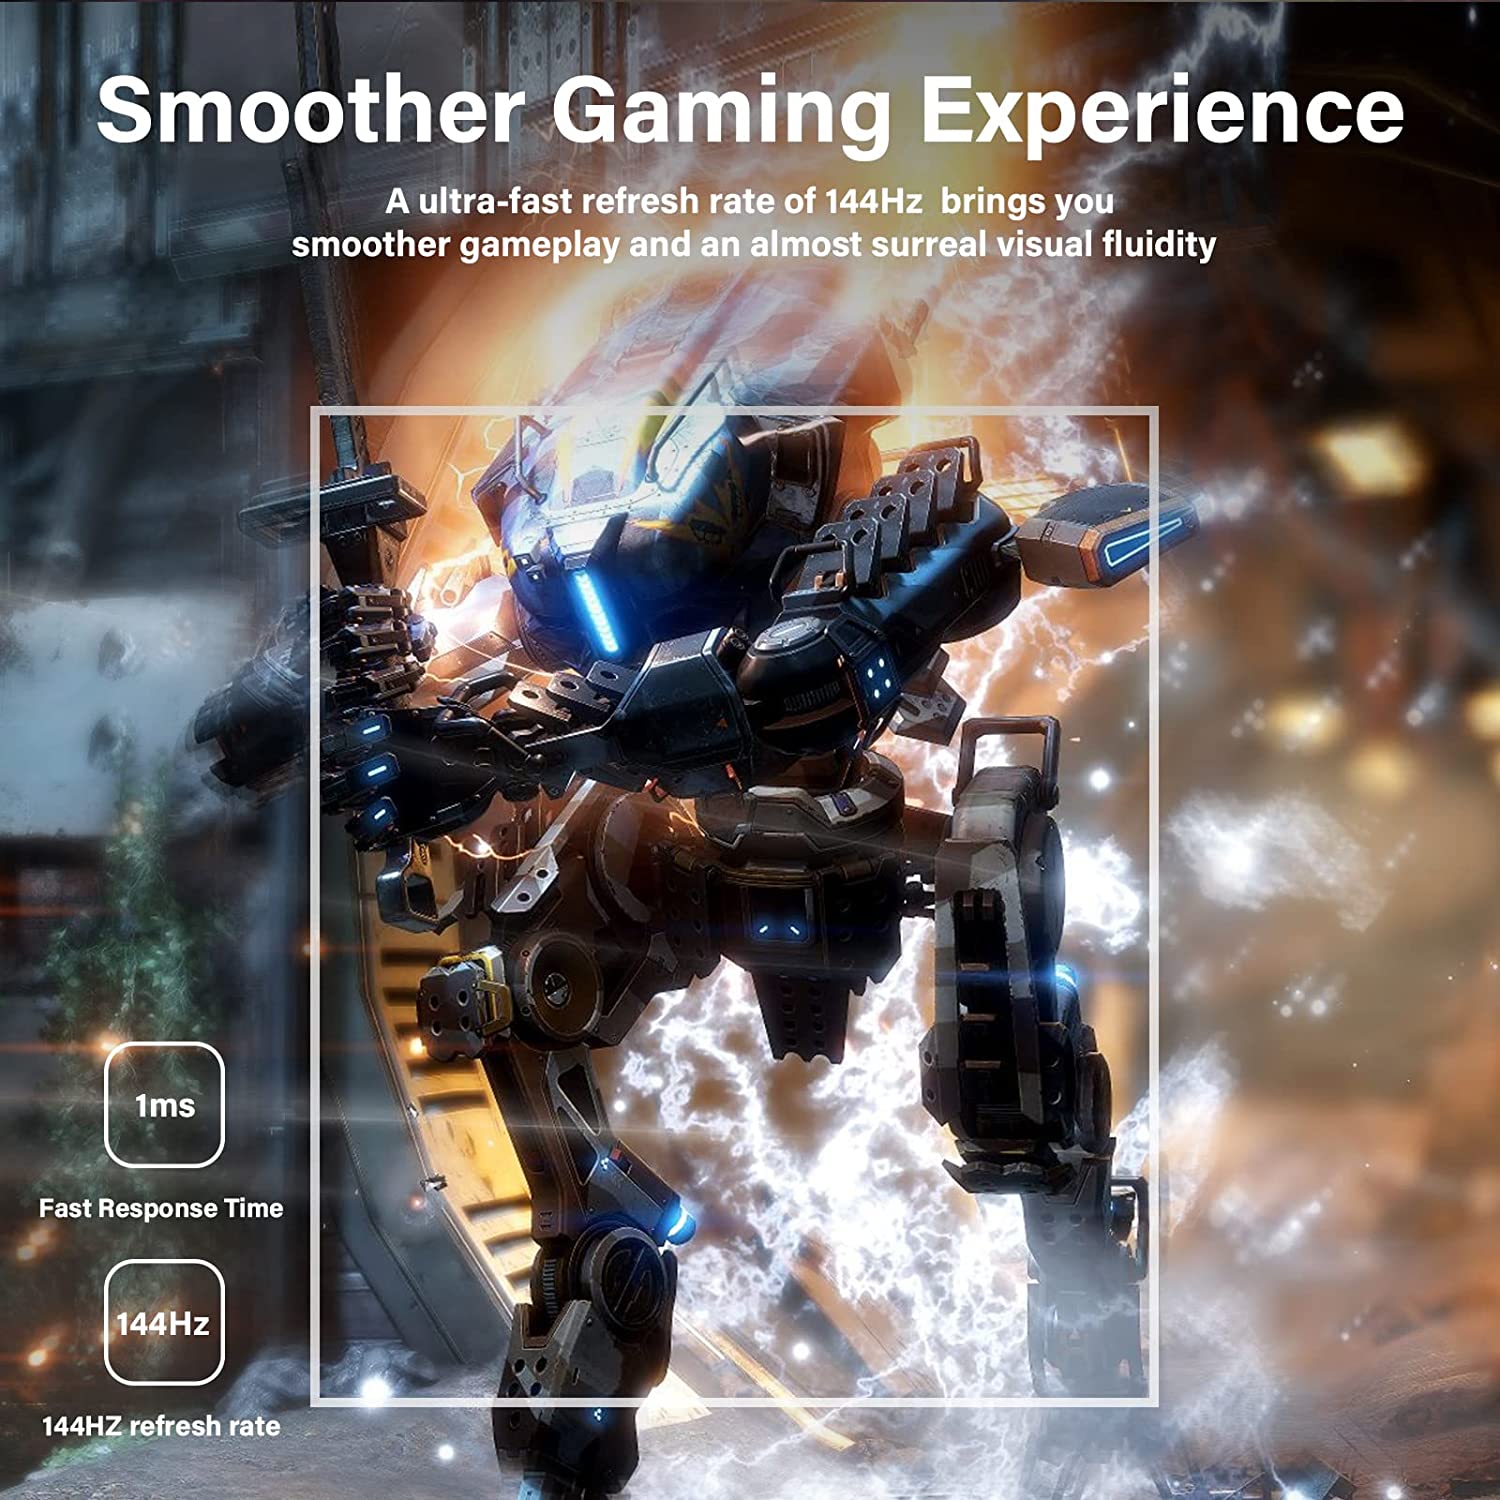 Smoother Gaming Experience
A ultra-fast refresh rate of 144Hz brings you
smoother gameplay and an almost surreal visual fluidity
1ms
Fast Response Time
144Hz
144HZ refresh rate